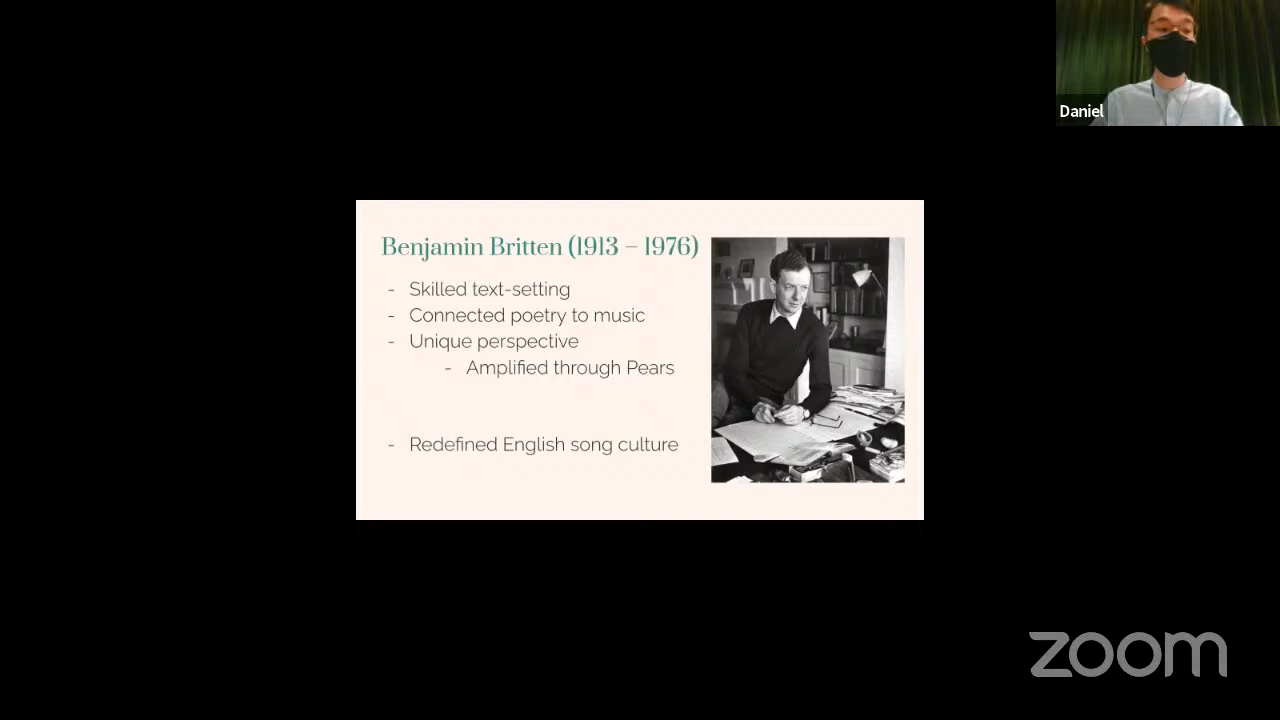 Daniel
Benjamin Britten (1913 – 1976)
- Skilled text-setting
- Connected poetry to music
- Unique perspective
- Amplified through Pears
- Redefined English song culture
zoom